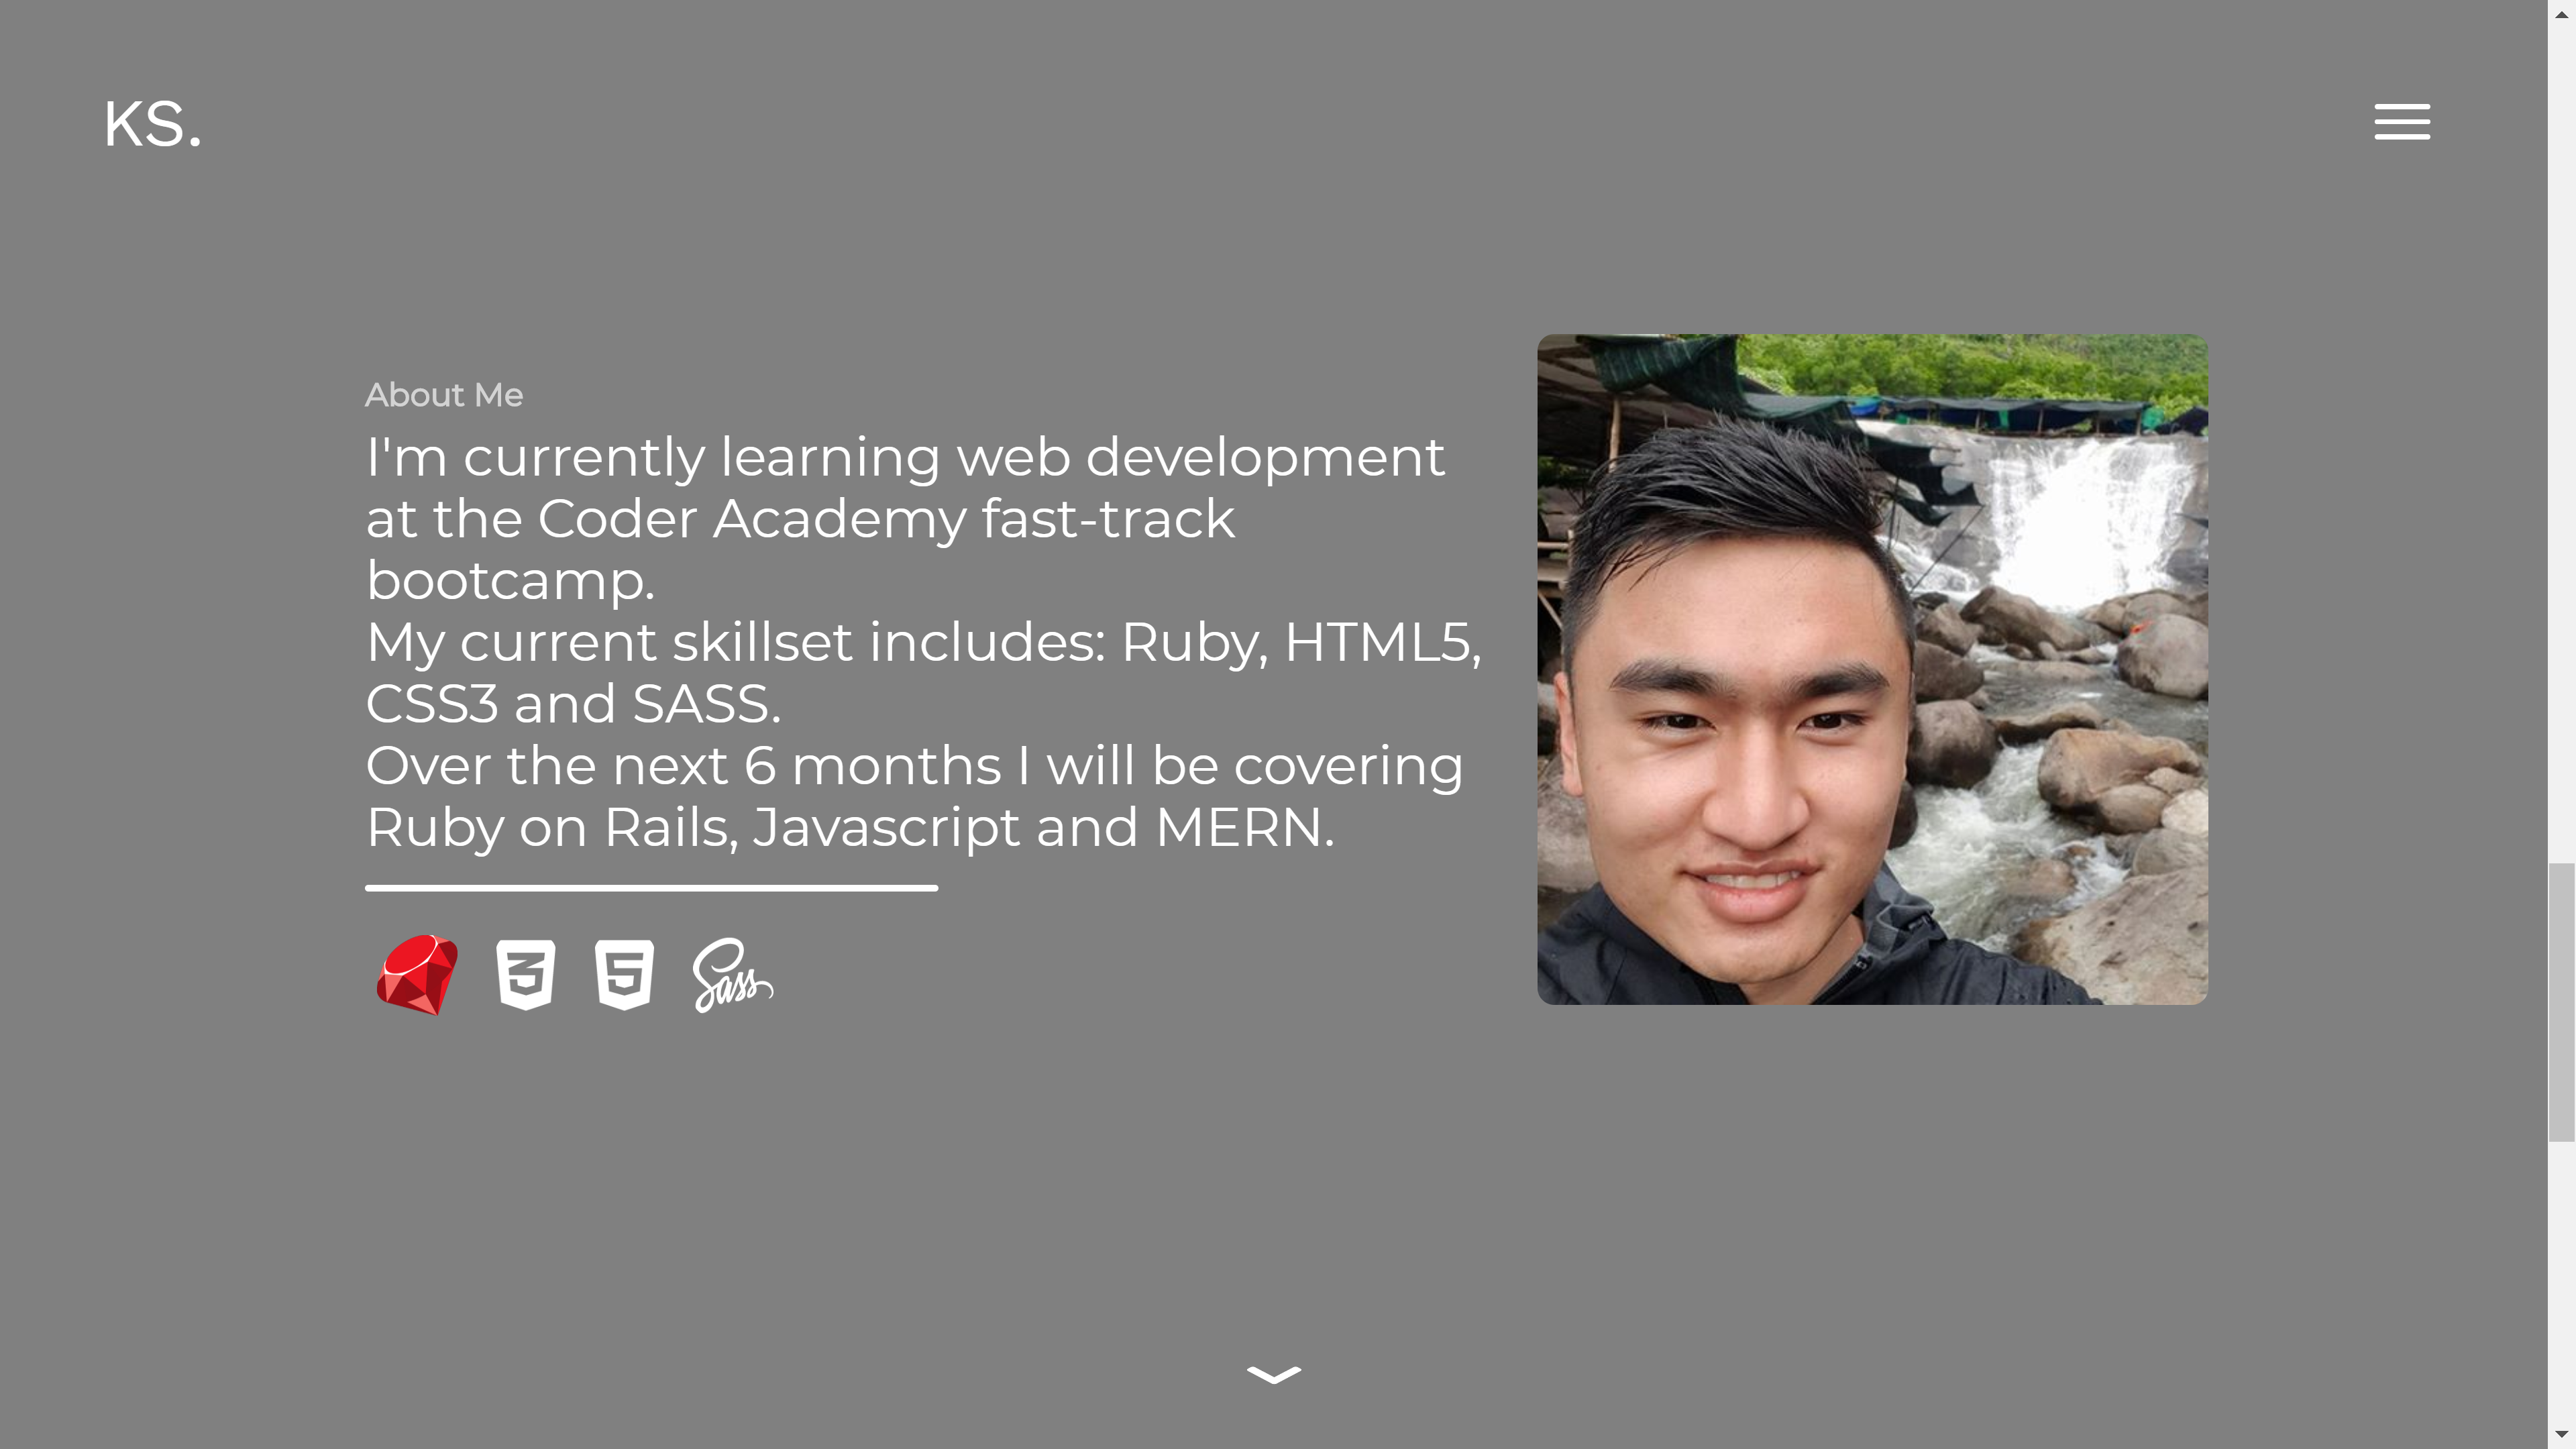 KS.
About Me
I'm currently learning web development
at the Coder Academy fast-track
bootcamp.
My current skillset includes: Ruby, HTML5,
CSS3 and SASS.
Over the next 6 months I will be covering
Ruby on Rails, Javascript and MERN.
3 5 Sass